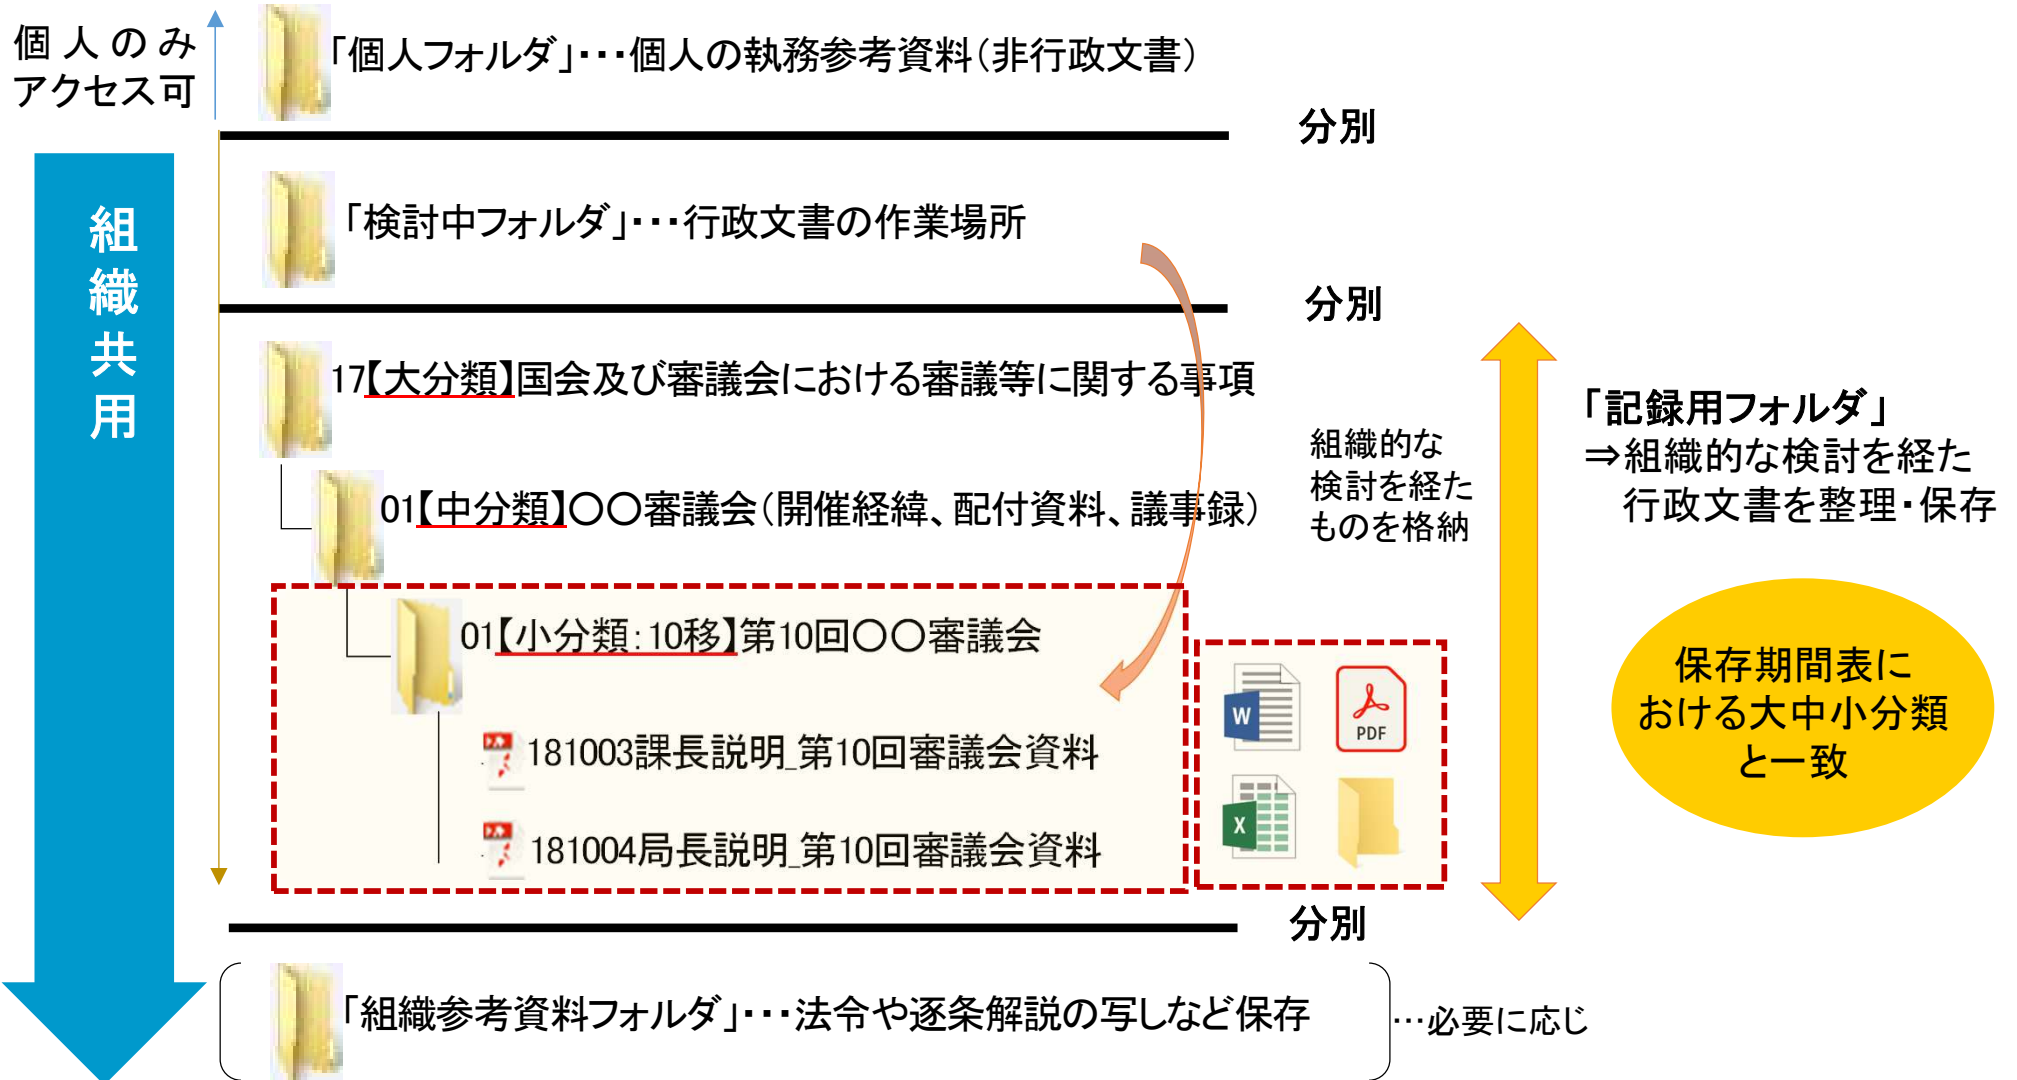 個人のみ
アクセス可
「個人フォルダ」・・・個人の執務参考資料（非行政文書）
分別
組織共用
「検討中フォルダ」・・・行政文書の作業場所
分別
17【大分類】国会及び審議会における審議等に関する事項
01【中分類】〇〇審議会（開催経緯、配付資料、議事録）
01【小分類：10移】第10回〇〇審議会
181003課長説明_第10回審議会資料
181004局長説明_第10回審議会資料
組織的な
検討を経た
ものを格納
W
PDF
X
「記録用フォルダ」
⇒組織的な検討を経た
行政文書を整理・保存
保存期間表に
おける大中小分類
と一致
分別
「組織参考資料フォルダ」・・・法令や逐条解説の写しなど保存
…必要に応じ